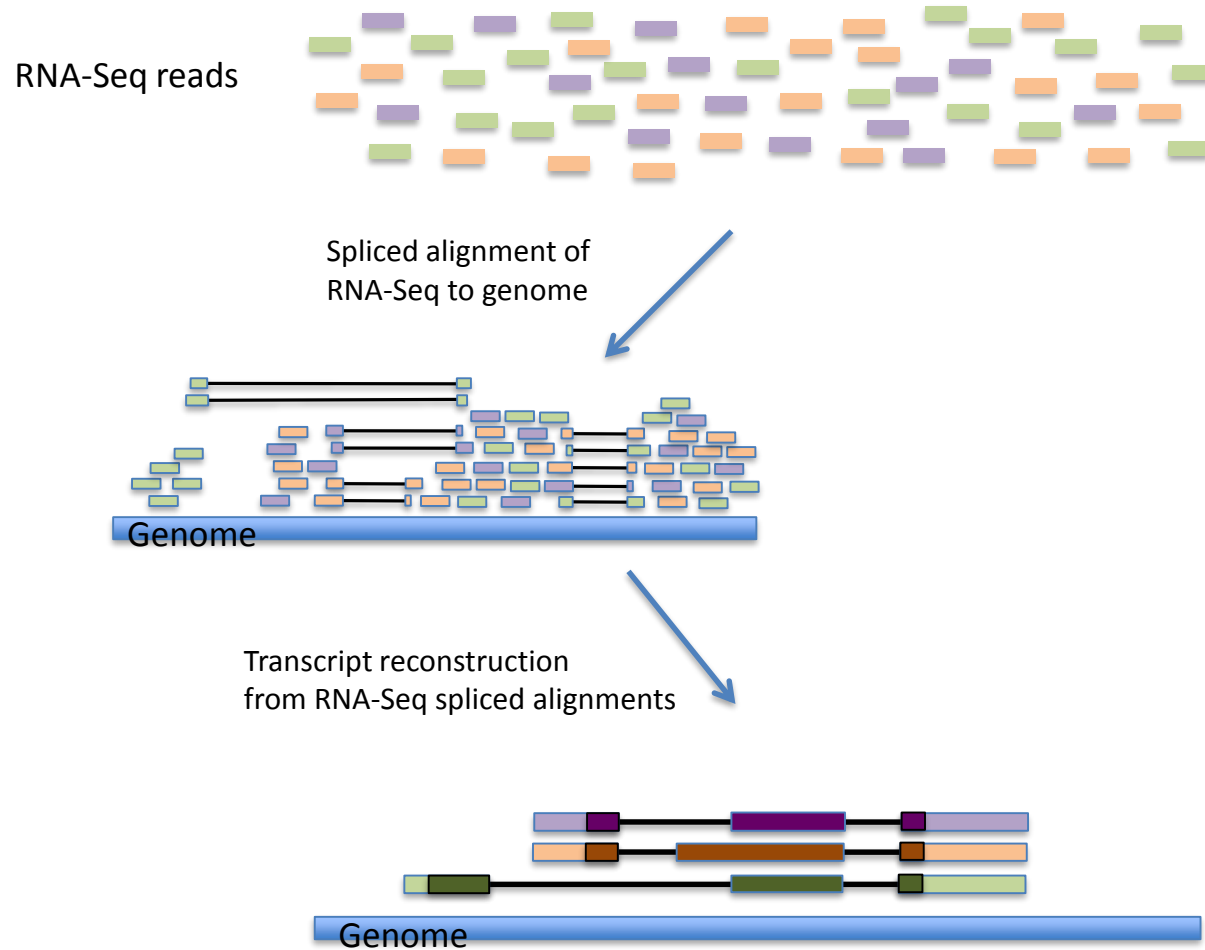 RNA-Seq reads
Spliced alignment of
RNA-Seq to genome
Genome
Transcript reconstruction
from RNA-Seq spliced alignments
Genome